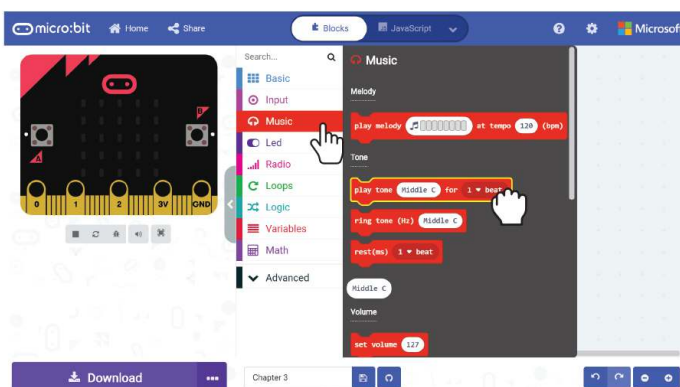 micro:bit Home Share Blocks JavaScript Microsoft
Search...
Basic
Input
Music
Led
Radio
Loops
Logic
Variables
Math
Advanced
Music
Melody
play melody at tempo 120 (bpm)
Tone
play tone Middle C for 1 beat
ring tone (Hz) Middle C
rest(ms) 1 beat
Middle C
Volume
set volume 127
A
B
0 1 2 3V GND
Download
Chapter 3